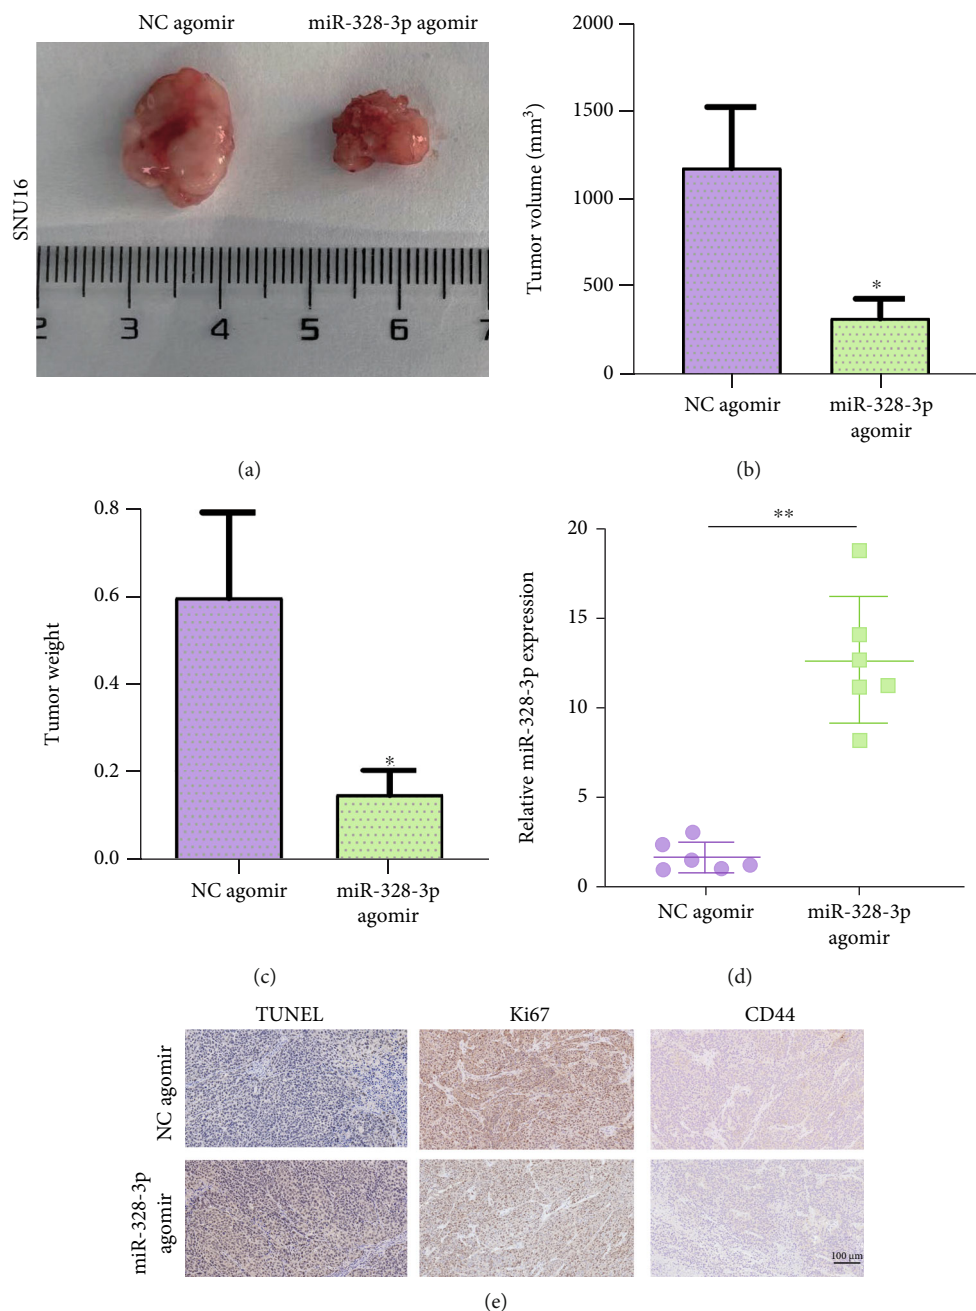 NC agomir miR-328-3p agomir
SNU16
2 3 4 5 6 7
(a)
Tumor volume (mm³)
2000
1500
1000
500
0
*
NC agomir
miR-328-3p
agomir
(b)
Tumor weight
0.8
0.6
0.4
0.2
0.0
*
NC agomir
miR-328-3p
agomir
(c)
Relative miR-328-3p expression
20
15
10
5
0
**
NC agomir
miR-328-3p
agomir
(d)
TUNEL Ki67 CD44
NC agomir
miR-328-3p
agomir
100 μm
(e)